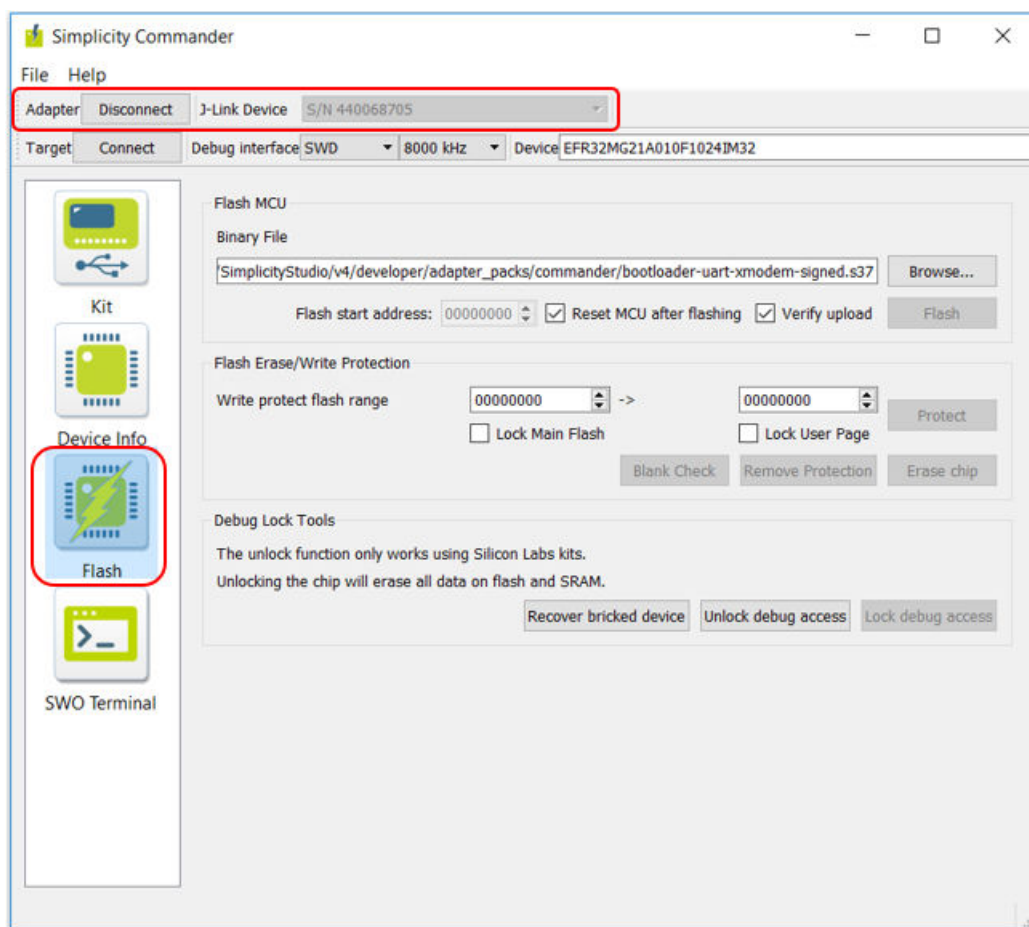 Simplicity Commander
File Help
Adapter Disconnect J-Link Device S/N 440068705
Target Connect Debug interface SWD 8000 kHz Device EFR32MG21A010F1024IM32
Kit
Device Info
Flash
SWO Terminal
Flash MCU
Binary File
/SimplicityStudio/v4/developer/adapter_packs/commander/bootloader-uart-xmodem-signed.s37 Browse...
Flash start address: 00000000 Reset MCU after flashing Verify upload Flash
Flash Erase/Write Protection
Write protect flash range 00000000 -> 00000000 Protect
Lock Main Flash Lock User Page
Blank Check Remove Protection Erase chip
Debug Lock Tools
The unlock function only works using Silicon Labs kits.
Unlocking the chip will erase all data on flash and SRAM.
Recover bricked device Unlock debug access Lock debug access